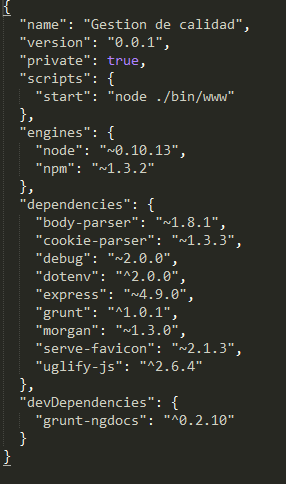 {
"name": "Gestion de calidad",
"version": "0.0.1",
"private": true,
"scripts": {
"start": "node ./bin/www"
},
"engines": {
"node": "~0.10.13",
"npm": "~1.3.2"
},
"dependencies": {
"body-parser": "~1.8.1",
"cookie-parser": "~1.3.3",
"debug": "~2.0.0",
"dotenv": "^2.0.0",
"express": "~4.9.0",
"grunt": "^1.0.1",
"morgan": "~1.3.0",
"serve-favicon": "~2.1.3",
"uglify-js": "^2.6.4"
},
"devDependencies": {
"grunt-ngdocs": "^0.2.10"
}
}